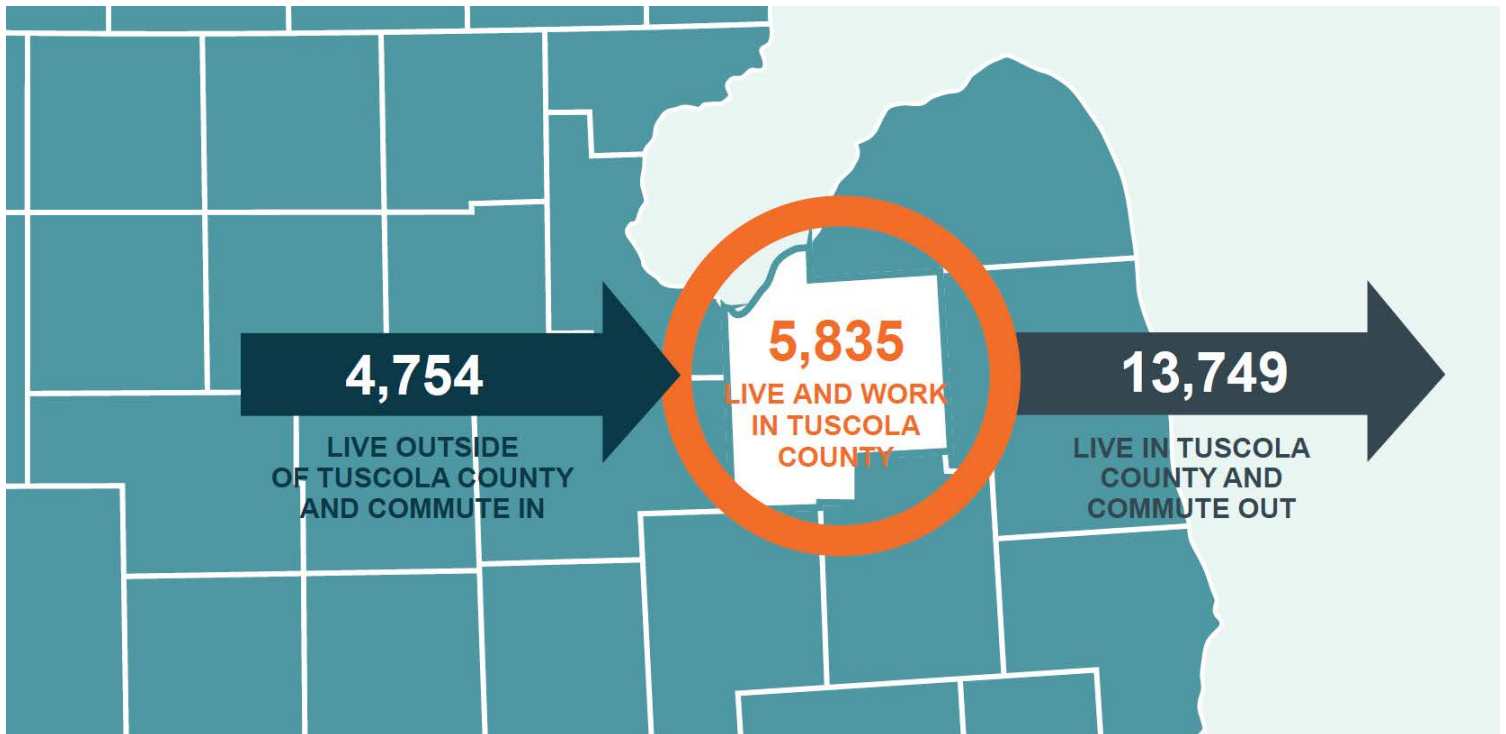 4,754
LIVE OUTSIDE
OF TUSCOLA COUNTY
AND COMMUTE IN
5,835
LIVE AND WORK
IN TUSCOLA
COUNTY
13,749
LIVE IN TUSCOLA
COUNTY AND
COMMUTE OUT